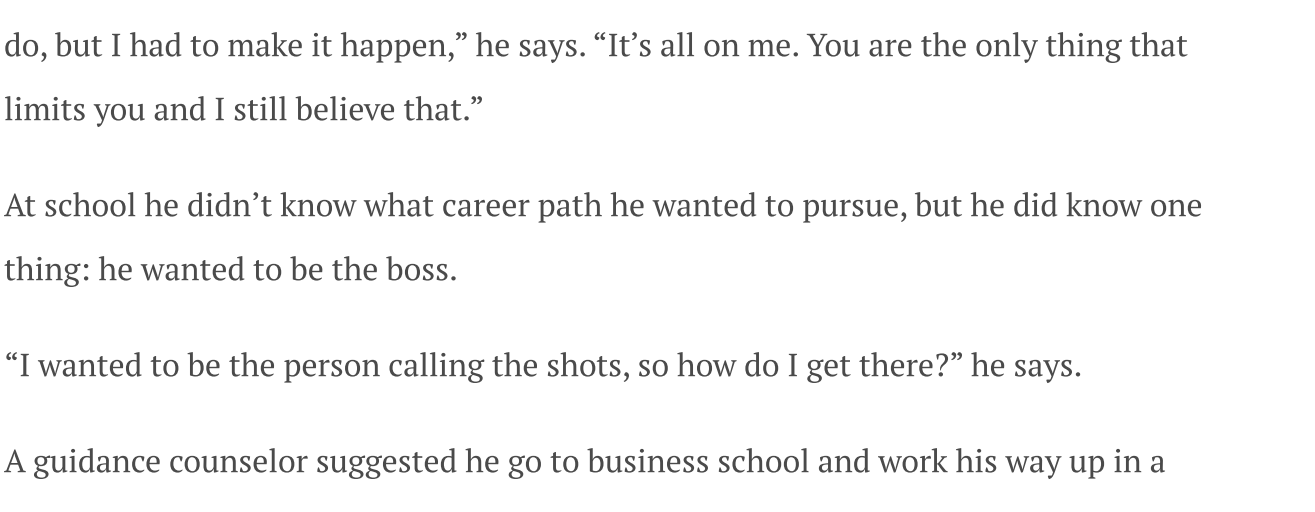 do, but I had to make it happen,” he says. “It’s all on me. You are the only thing that
limits you and I still believe that.”
At school he didn’t know what career path he wanted to pursue, but he did know one
thing: he wanted to be the boss.
“I wanted to be the person calling the shots, so how do I get there?” he says.
A guidance counselor suggested he go to business school and work his way up in a